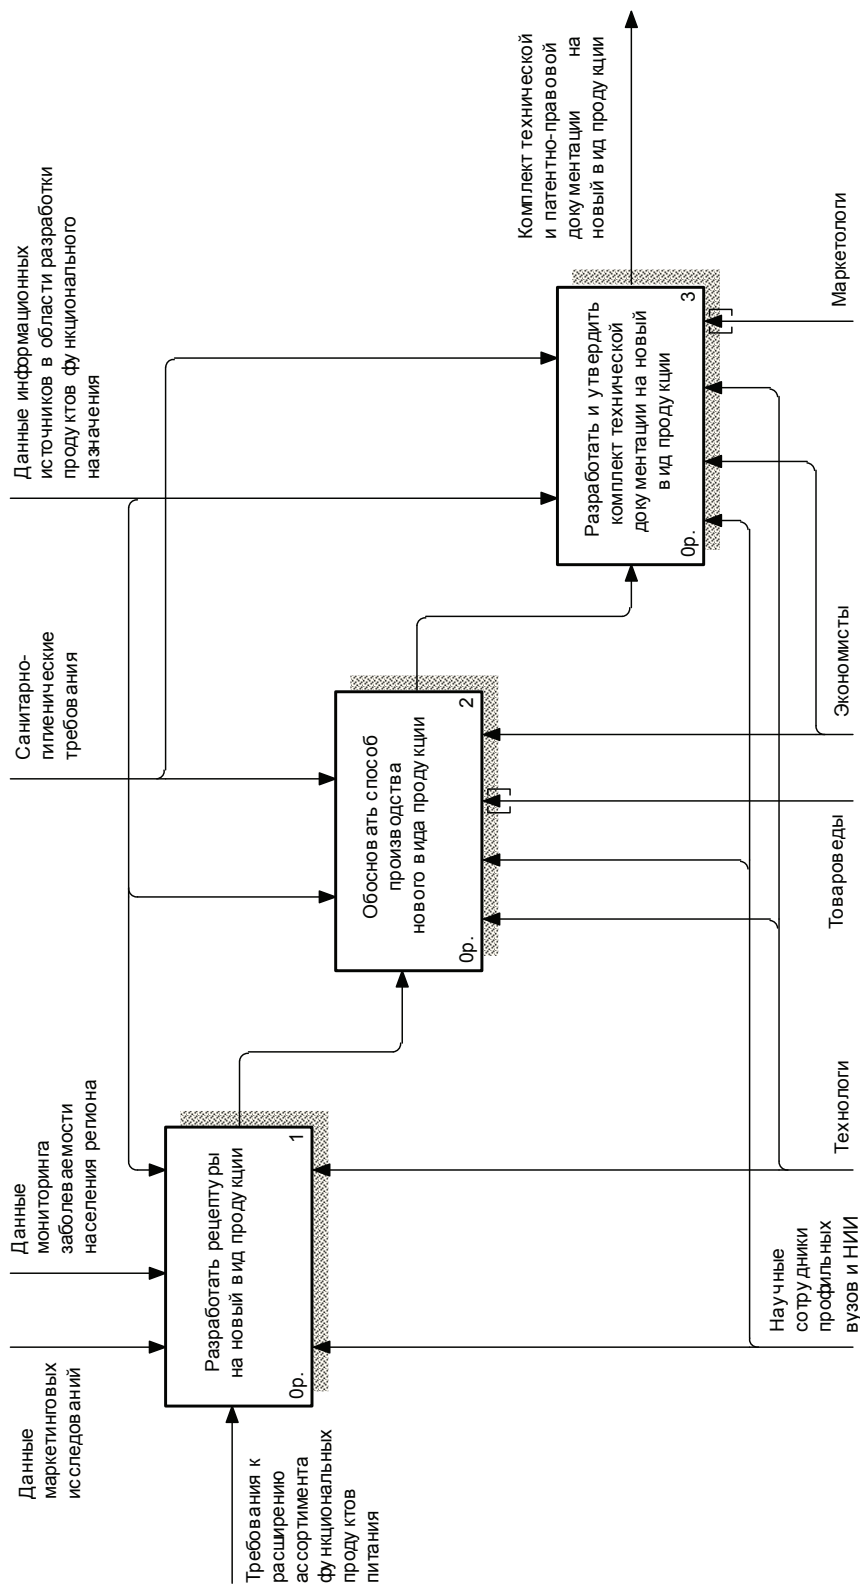 Данные
маркетинговых
исследований
Данные
мониторинга
заболеваемости
населения региона
Санитарно-
гигиенические
требования
Данные информационных
источников в области разработки
продуктов функционального
назначения
Требования к
расширению
ассортимента
функциональных
продуктов
питания
Разработать рецептуры
на новый вид продукции
0р.
1
Обосновать способ
производства
нового вида продукции
0р.
2
Разработать и утвердить
комплект технической
документации на новый
вид продукции
0р.
3
Комплект технической
и патентно-правовой
документации на
новый вид продукции
Научные
сотрудники
профильных
вузов и НИИ
Технологи
Товароведы
Экономисты
Маркетологи